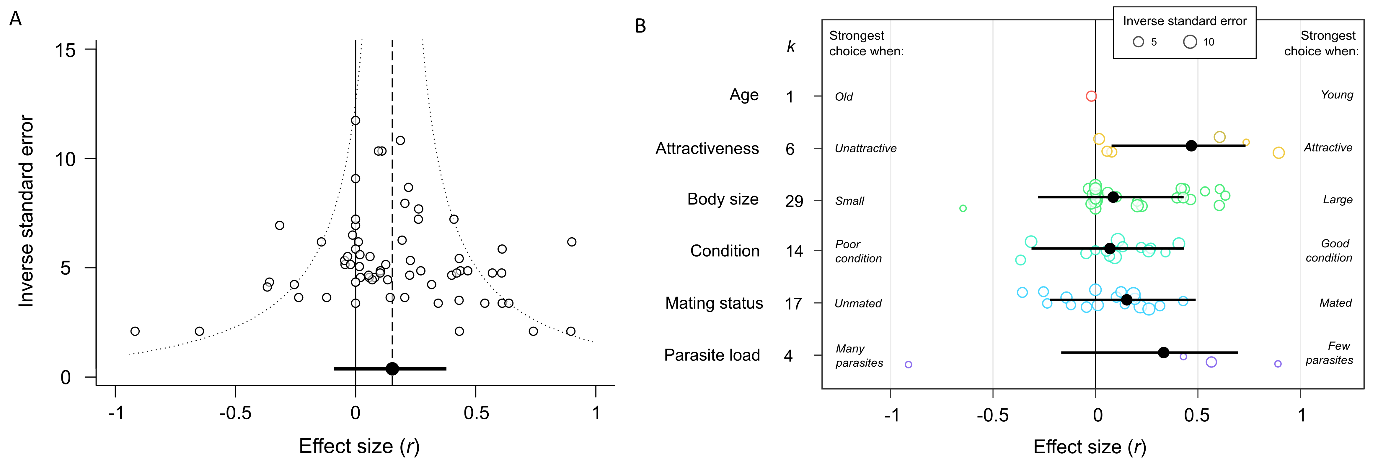 A
15
10
5
0
Inverse standard error
-1
-0.5
0
0.5
1
Effect size (r)
B
Inverse standard error
5
10
k
Strongest
choice when:
Strongest
choice when:
Age
1
Old
Young
Attractiveness
6
Unattractive
Attractive
Body size
29
Small
Large
Condition
14
Poor
condition
Good
condition
Mating status
17
Unmated
Mated
Parasite load
4
Many
parasites
Few
parasites
-1
-0.5
0
0.5
1
Effect size (r)